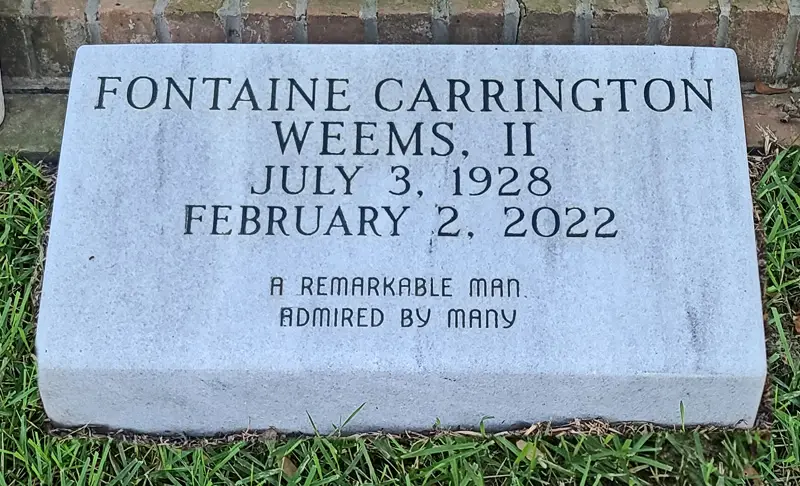 FONTAINE CARRINGTON
WEEMS, II
JULY 3, 1928
FEBRUARY 2, 2022
A REMARKABLE MAN
ADMIRED BY MANY